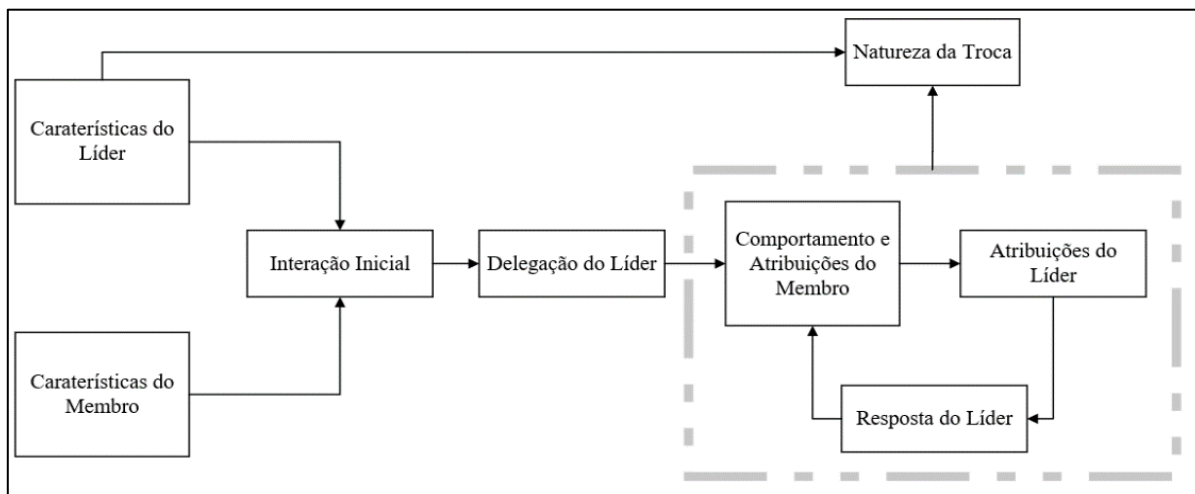 Natureza da Troca
Caraterísticas do
Líder
Interação Inicial
Delegação do Líder
Comportamento e
Atribuições do
Membro
Atribuições do
Líder
Caraterísticas do
Membro
Resposta do Líder